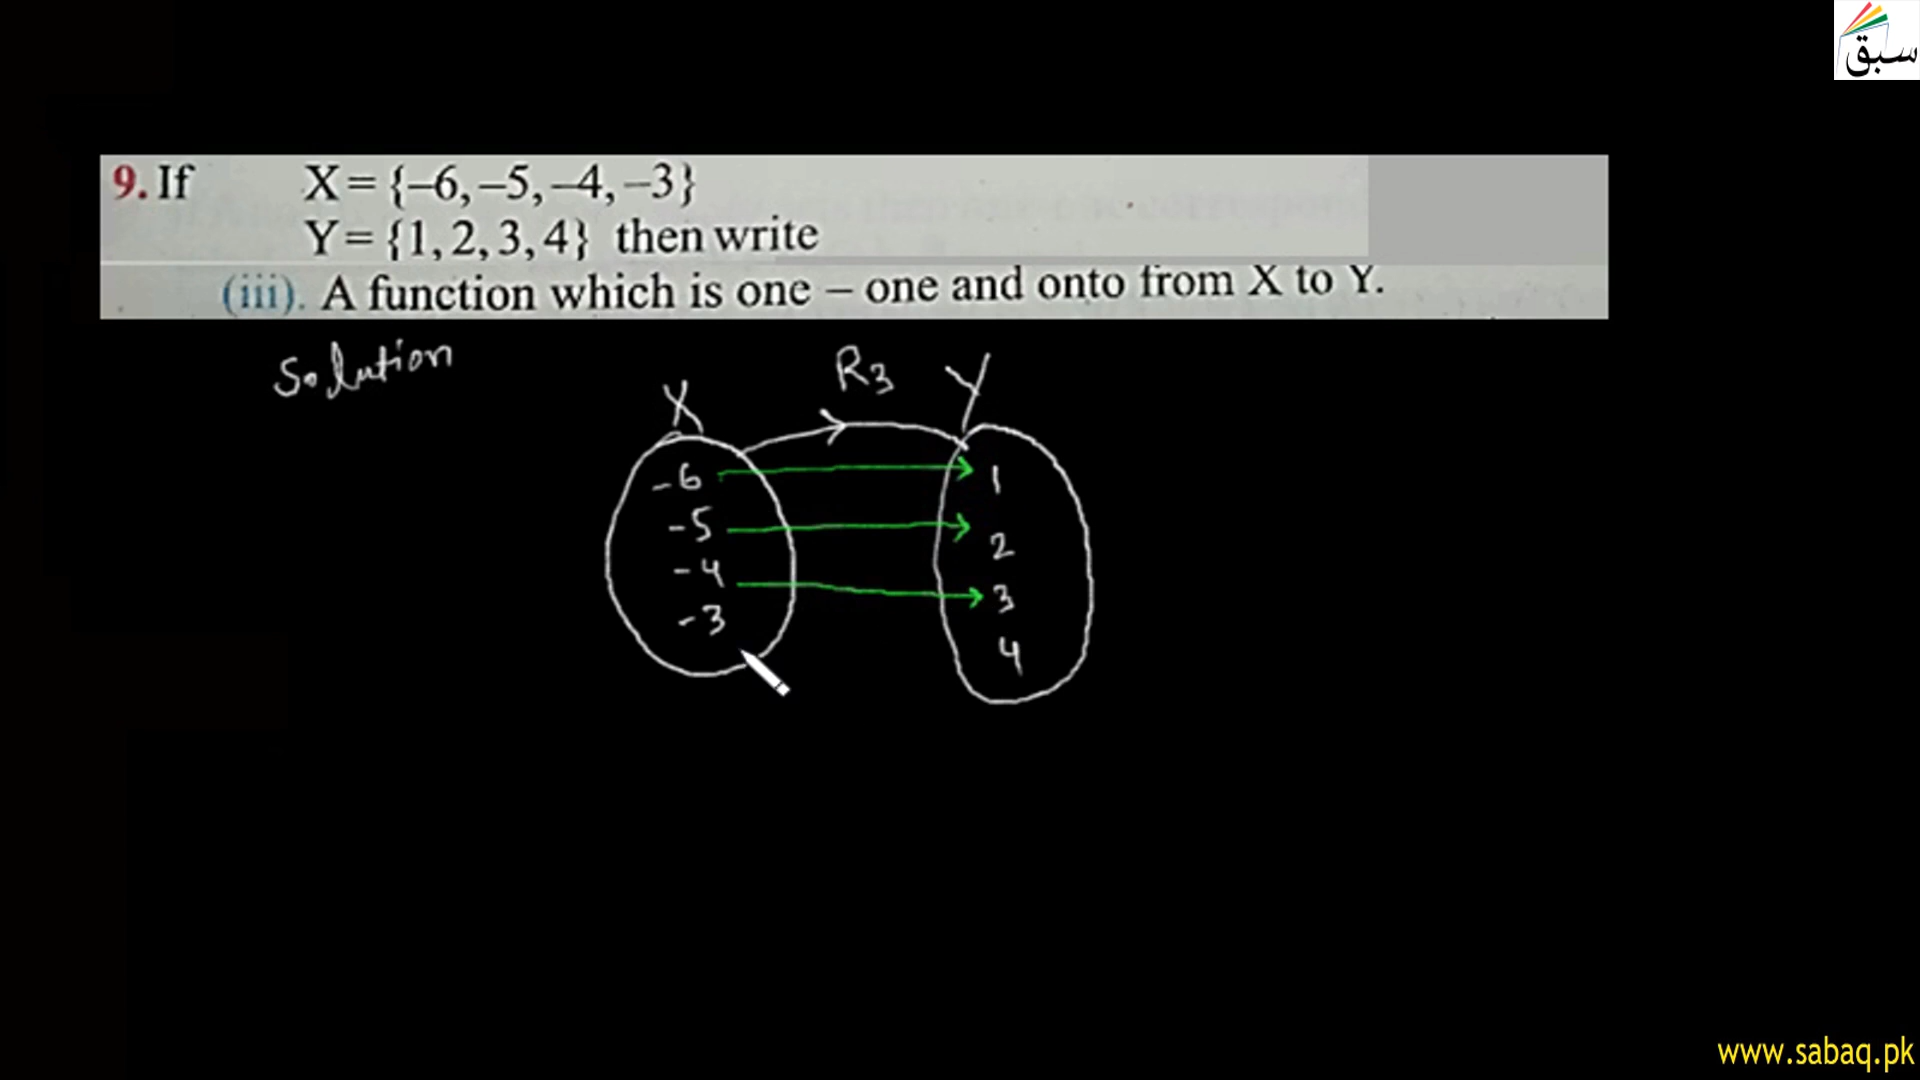 سبق
9. If X = {–6, –5, –4, –3}
Y = {1, 2, 3, 4} then write
(iii). A function which is one – one and onto from X to Y.
Solution
X R3 Y
-6 1
-5 2
-4 3
-3 4
www.sabaq.pk